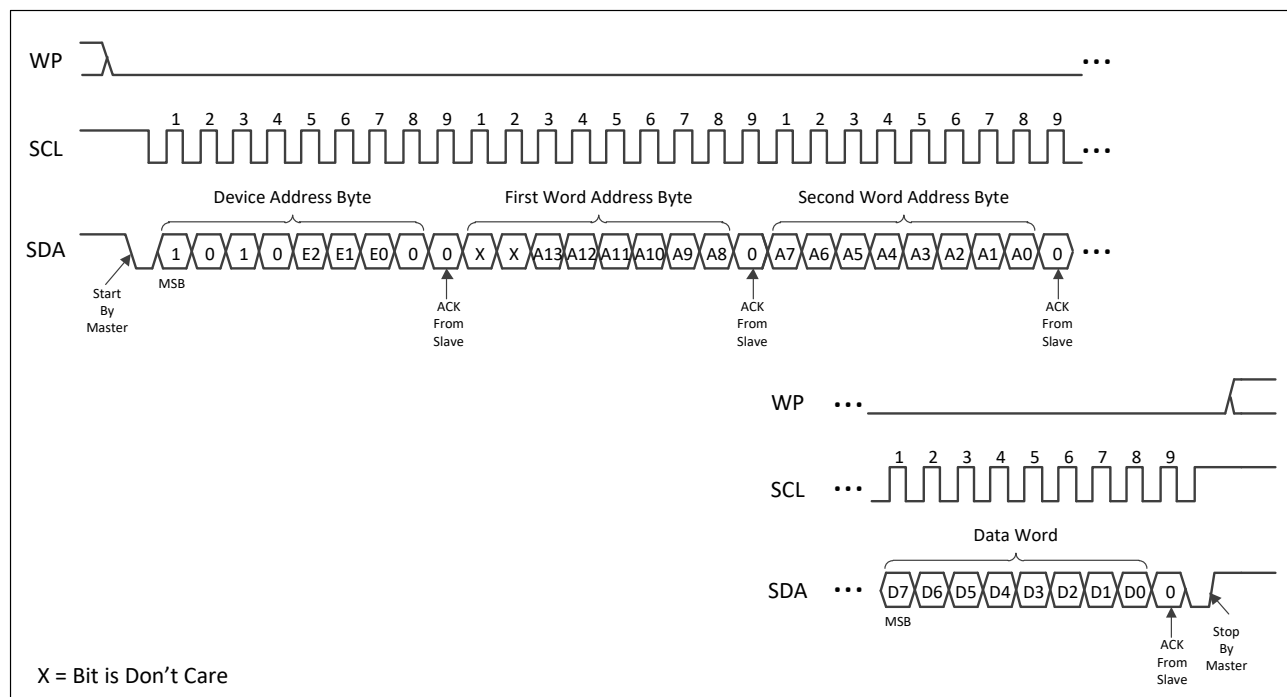 WP
•••
1 2 3 4 5 6 7 8 9 1 2 3 4 5 6 7 8 9 1 2 3 4 5 6 7 8 9
SCL
•••
Device Address Byte First Word Address Byte Second Word Address Byte
SDA 1 0 1 0 E2 E1 E0 0 0 X X A13 A12 A11 A10 A9 A8 0 A7 A6 A5 A4 A3 A2 A1 A0 0 •••
MSB
Start
By
Master
ACK
From
Slave
ACK
From
Slave
ACK
From
Slave
WP •••
1 2 3 4 5 6 7 8 9
SCL •••
Data Word
SDA ••• D7 D6 D5 D4 D3 D2 D1 D0 0
MSB
ACK
From
Slave
Stop
By
Master
X = Bit is Don’t Care